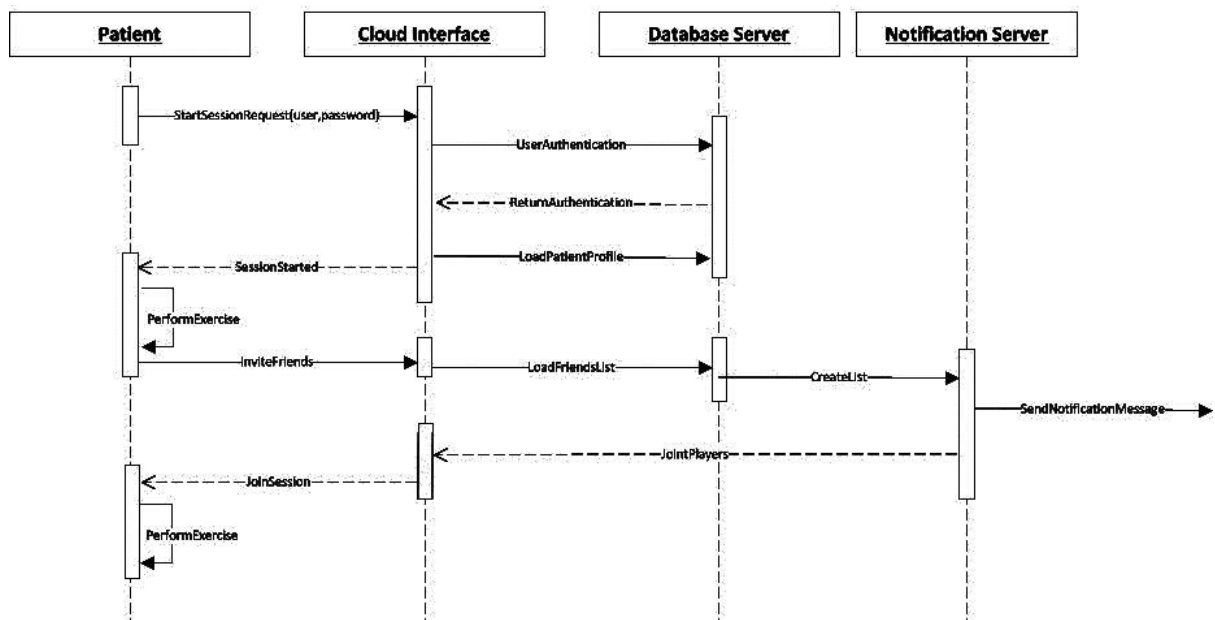 Patient
Cloud Interface
Database Server
Notification Server
StartSessionRequest(user,password)
UserAuthentication
ReturnAuthentication
LoadPatientProfile
SessionStarted
PerformExercise
InviteFriends
LoadFriendsList
CreateList
SendNotificationMessage
JointPlayers
JoinSession
PerformExercise